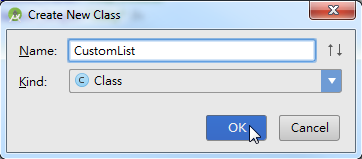 Create New Class
Name: CustomList
Kind: C Class
OK Cancel